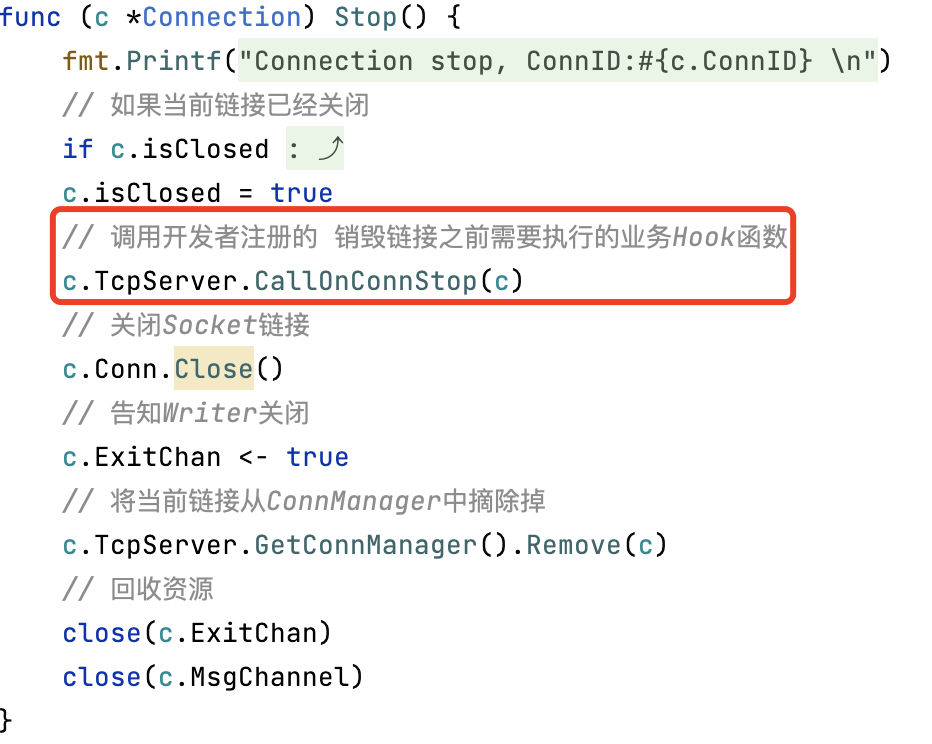 func (c *Connection) Stop() {
    fmt.Printf("Connection stop, ConnID:#{c.ConnID} \n")
    // 如果当前链接已经关闭
    if c.isClosed : ⤴
    c.isClosed = true
    // 调用开发者注册的 销毁链接之前需要执行的业务Hook函数
    c.TcpServer.CallOnConnStop(c)
    // 关闭Socket链接
    c.Conn.Close()
    // 告知Writer关闭
    c.ExitChan <- true
    // 将当前链接从ConnManager中摘除掉
    c.TcpServer.GetConnManager().Remove(c)
    // 回收资源
    close(c.ExitChan)
    close(c.MsgChannel)
}